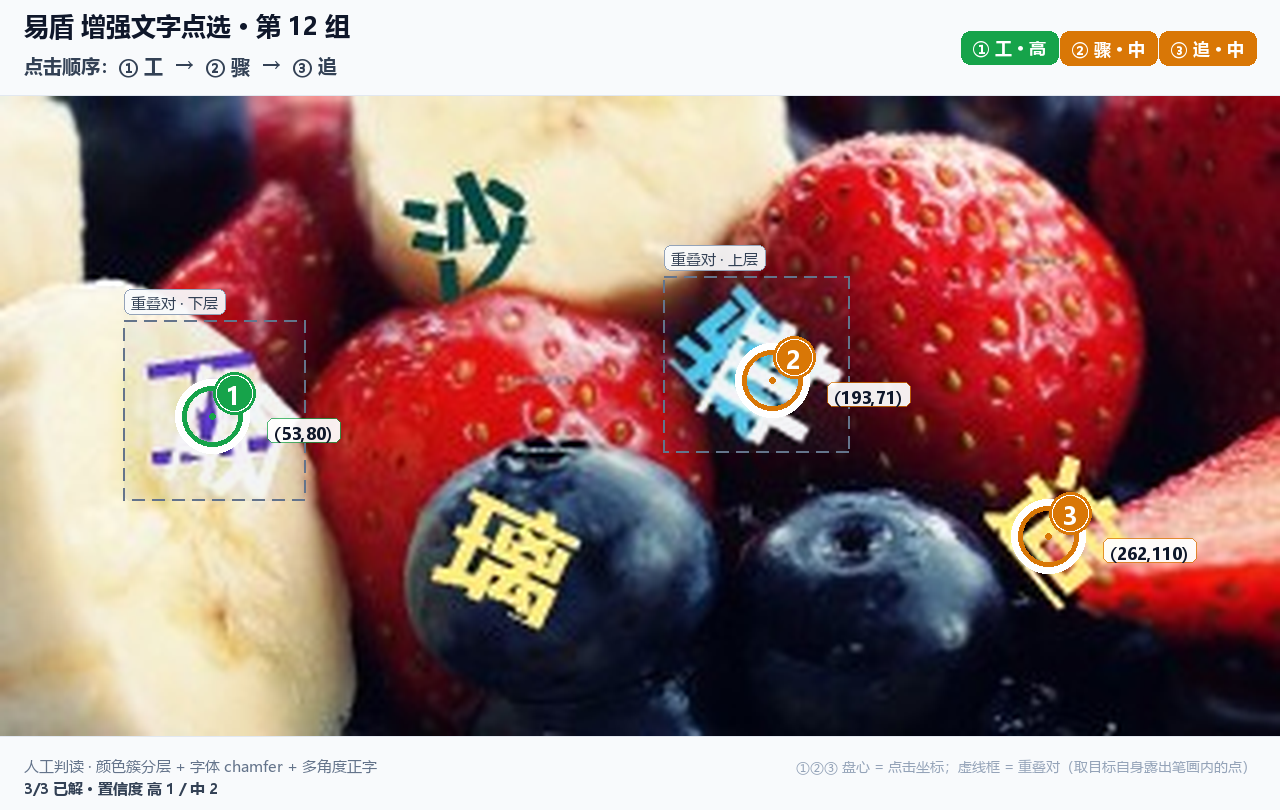 易盾 增强文字点选 • 第 12 组
点击顺序: ① 工 → ② 骤 → ③ 追
① 工 • 高
② 骤 • 中
③ 追 • 中
沙
重叠对 · 上层
重叠对 · 下层
2
(193,71)
1
(53,80)
璃
3
(262,110)
人工判读 · 颜色簇分层 + 字体 chamfer + 多角度正字
3/3 已解 • 置信度 高 1 / 中 2
①②③ 盘心 = 点击坐标；虚线框 = 重叠对（取目标自身露出笔画内的点）